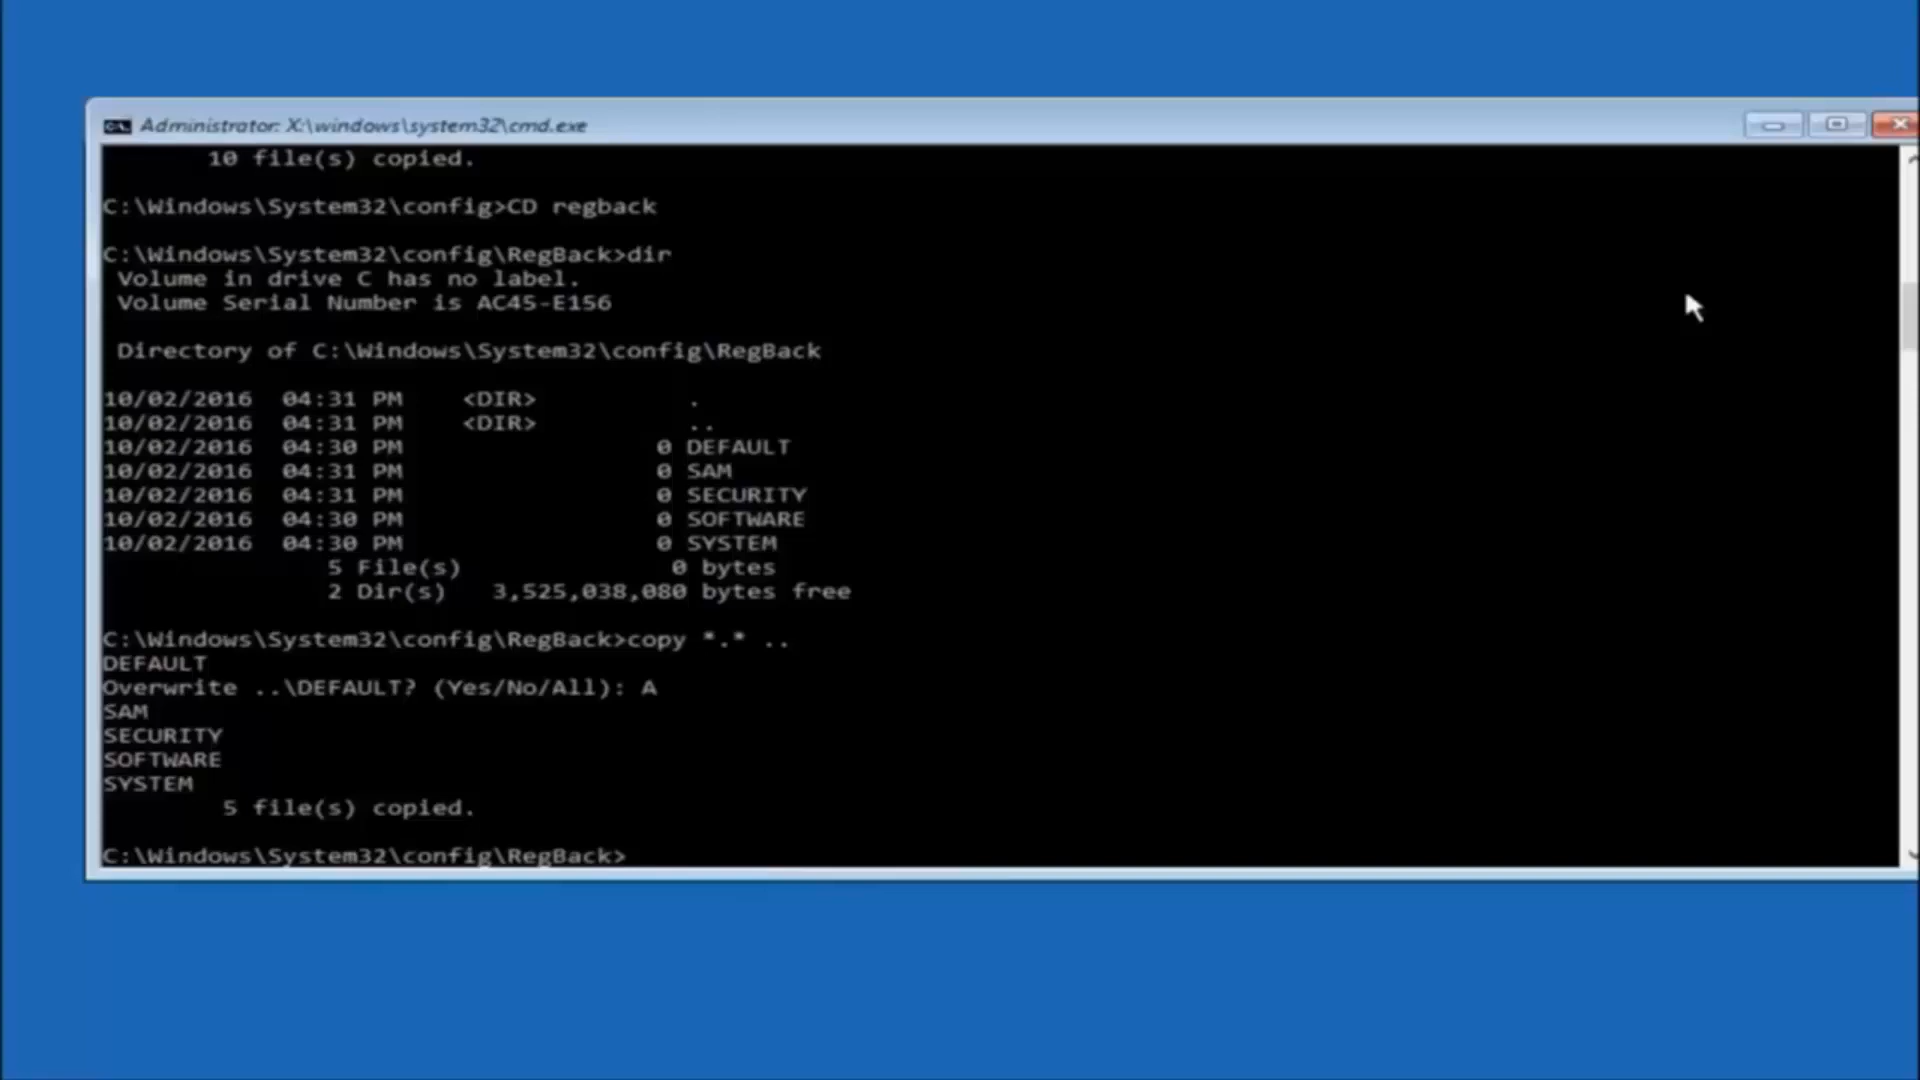 Administrator: X:\windows\system32\cmd.exe
10 file(s) copied.
C:\Windows\System32\config>CD regback
C:\Windows\System32\config\RegBack>dir
Volume in drive C has no label.
Volume Serial Number is AC45-E156
Directory of C:\Windows\System32\config\RegBack
10/02/2016 04:31 PM <DIR> .
10/02/2016 04:31 PM <DIR> ..
10/02/2016 04:30 PM 0 DEFAULT
10/02/2016 04:31 PM 0 SAM
10/02/2016 04:31 PM 0 SECURITY
10/02/2016 04:30 PM 0 SOFTWARE
10/02/2016 04:30 PM 0 SYSTEM
5 File(s) 0 bytes
2 Dir(s) 3,525,038,080 bytes free
C:\Windows\System32\config\RegBack>copy *.* ..
DEFAULT
Overwrite ..\DEFAULT? (Yes/No/All): A
SAM
SECURITY
SOFTWARE
SYSTEM
5 file(s) copied.
C:\Windows\System32\config\RegBack>